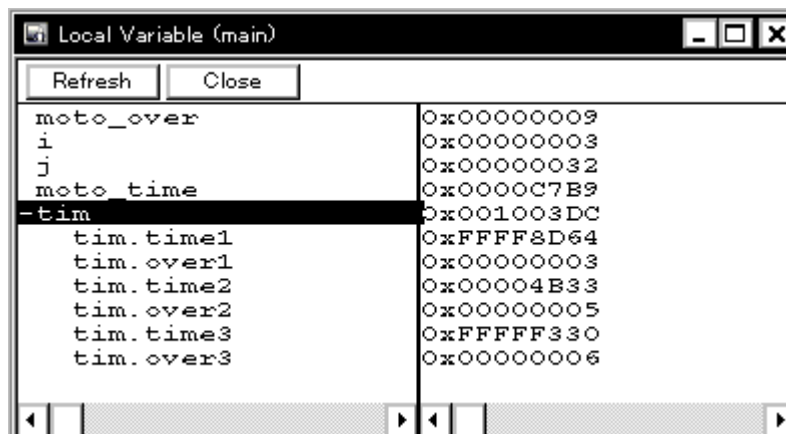 Local Variable (main)
Refresh Close
moto_over 0x00000009
i 0x00000003
j 0x00000032
moto_time 0x0000C7B9
-tim 0x001003DC
tim.time1 0xFFFF8D64
tim.over1 0x00000003
tim.time2 0x00004B33
tim.over2 0x00000005
tim.time3 0xFFFFF330
tim.over3 0x00000006